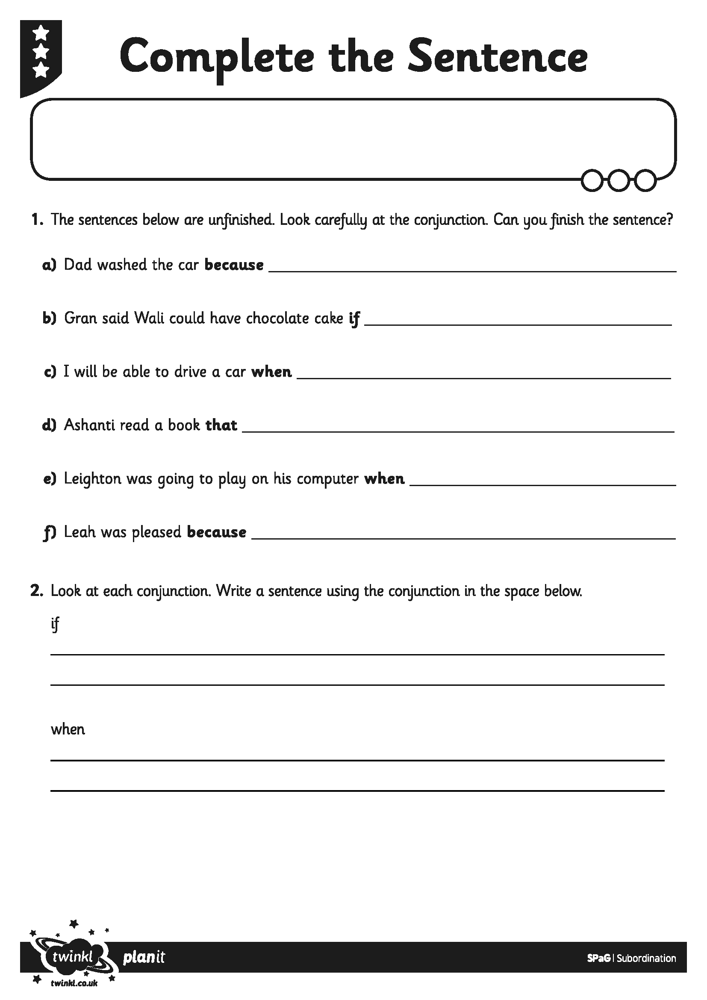 Complete the Sentence
1. The sentences below are unfinished. Look carefully at the conjunction. Can you finish the sentence?
a) Dad washed the car because
b) Gran said Wali could have chocolate cake if
c) I will be able to drive a car when
d) Ashanti read a book that
e) Leighton was going to play on his computer when
f) Leah was pleased because
2. Look at each conjunction. Write a sentence using the conjunction in the space below.
if
when
twinkl planit
SPaG | Subordination
twinkl.co.uk